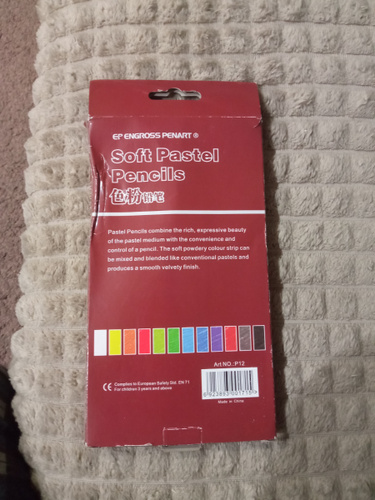 EP ENGROSS PENART ®
Soft Pastel
Pencils
色粉铅笔
Pastel Pencils combine the rich, expressive beauty
of the pastel medium with the convenience and
control of a pencil. The soft powdery colour strip can
be mixed and blended like conventional pastels and
produces a smooth velvety finish.
Art NO.:P12
CE Complies to European Safety Std. EN 71
For children 3 years and above
Made in China